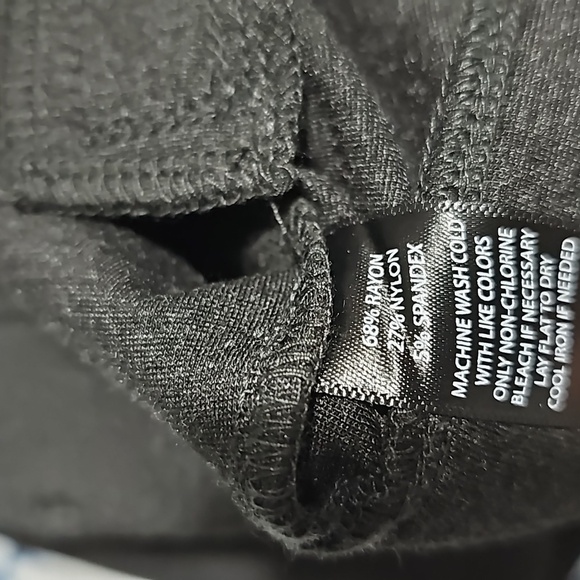 68% RAYON
27% NYLON
5% SPANDEX
MACHINE WASH COLD
WITH LIKE COLORS
ONLY NON-CHLORINE
BLEACH IF NECESSARY
LAY FLAT TO DRY
COOL IRON IF NEEDED